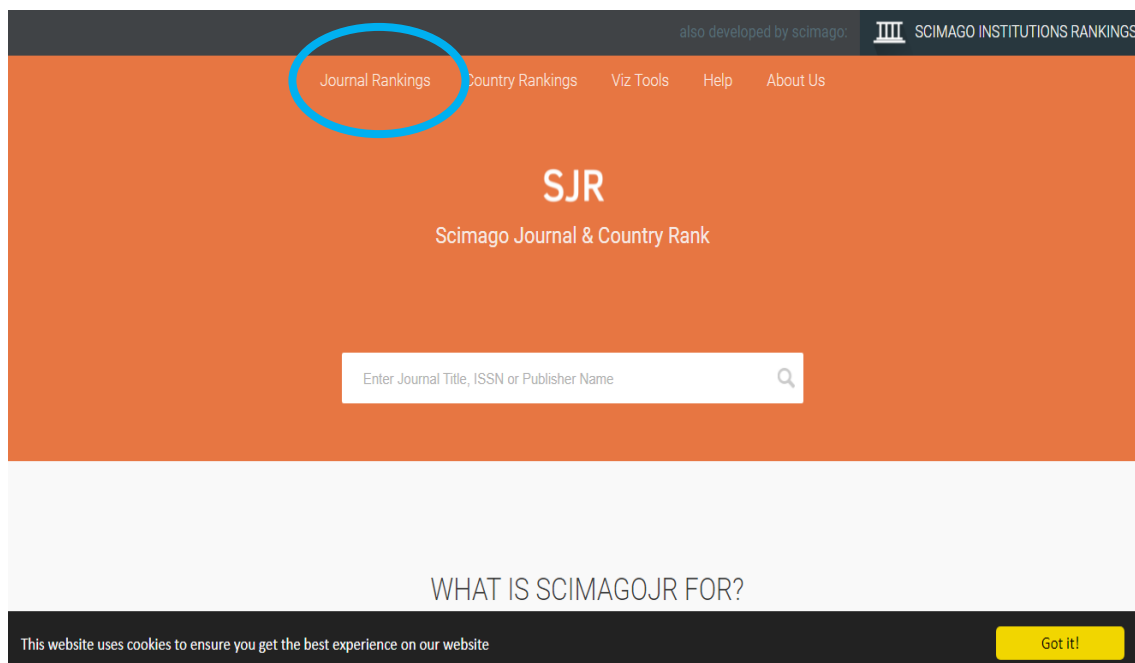 also developed by scimago: SCIMAGO INSTITUTIONS RANKINGS
Journal Rankings Country Rankings Viz Tools Help About Us
SJR
Scimago Journal & Country Rank
Enter Journal Title, ISSN or Publisher Name
WHAT IS SCIMAGOJR FOR?
This website uses cookies to ensure you get the best experience on our website Got it!